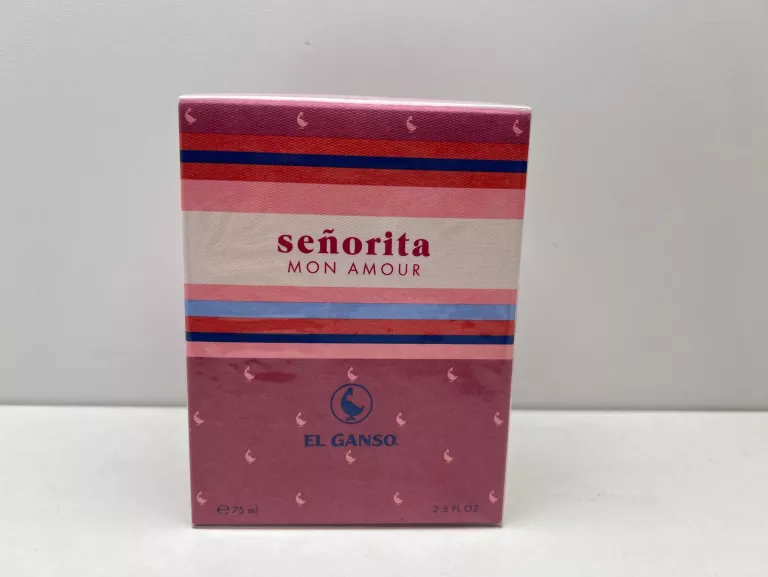 señorita
MON AMOUR
EL GANSO
℮ 75 ml
2.5 FL OZ